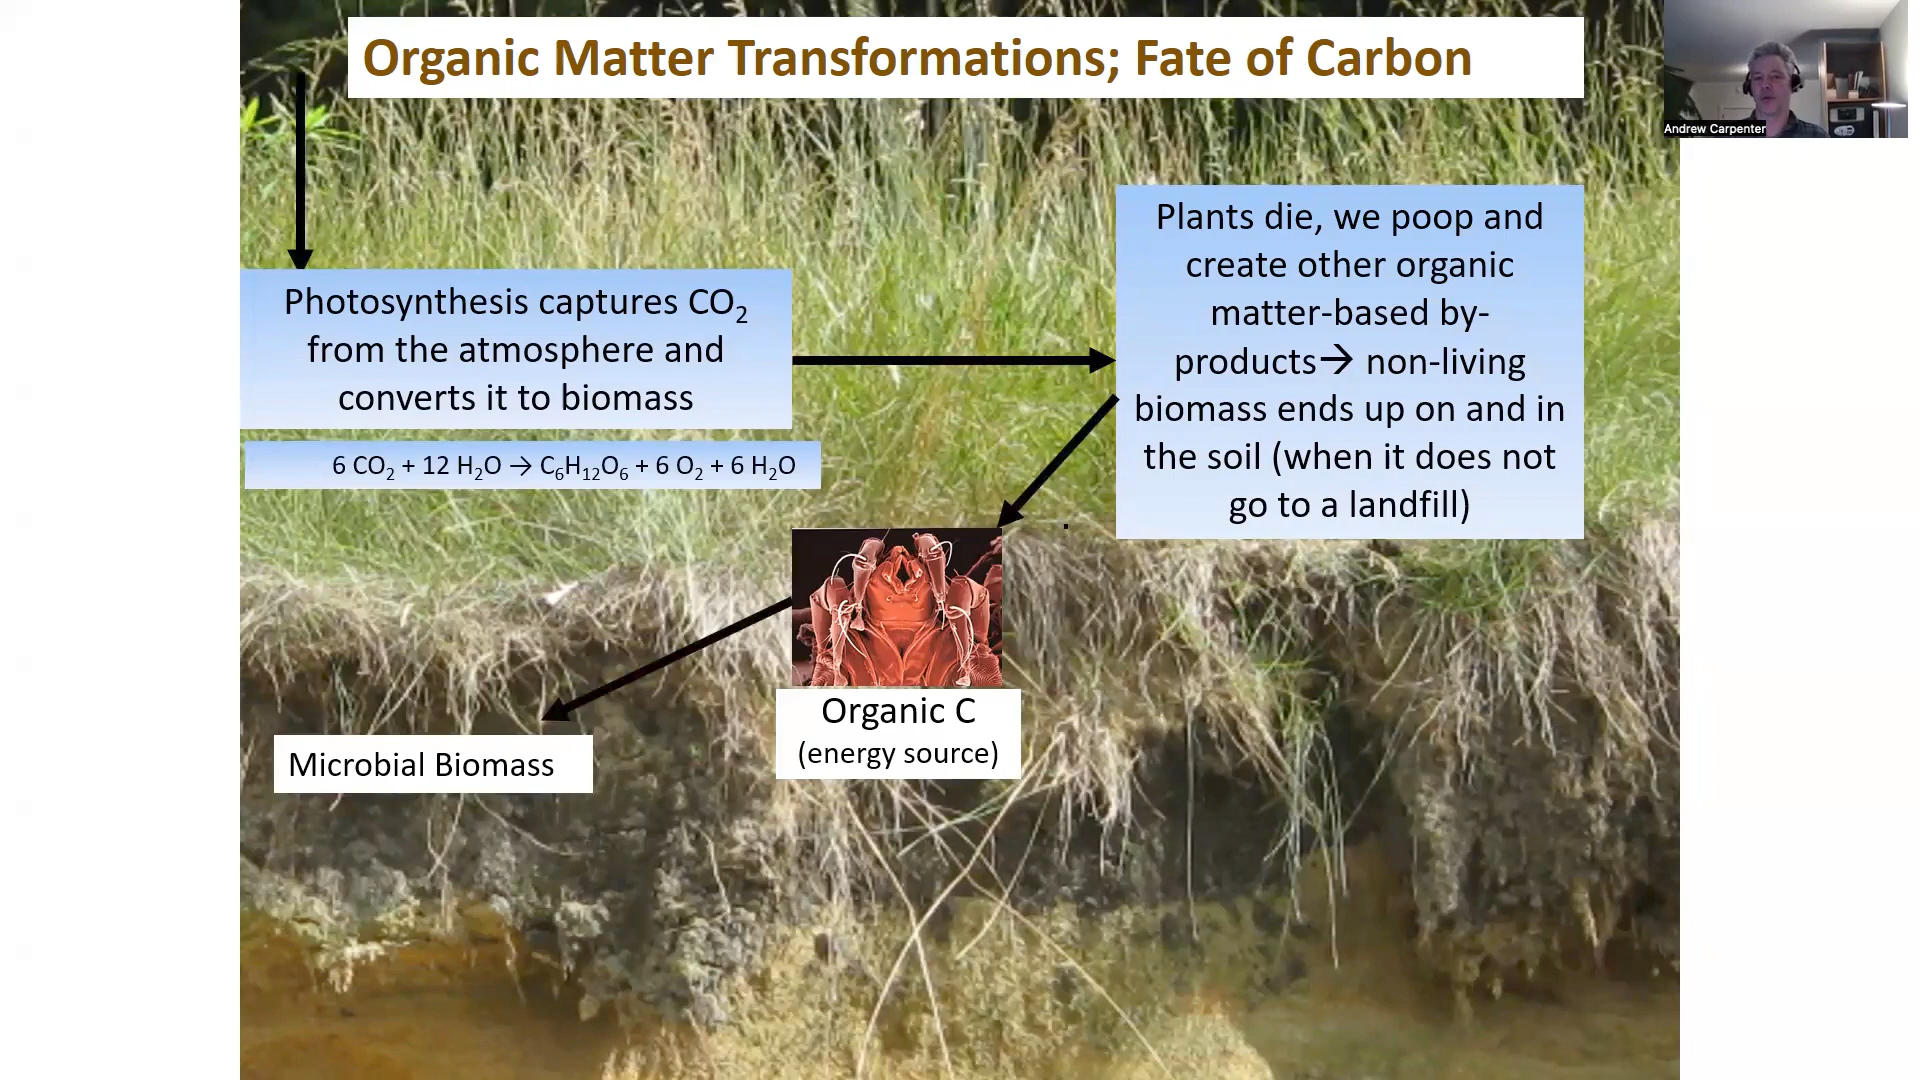 Organic Matter Transformations; Fate of Carbon
Andrew Carpenter
Photosynthesis captures CO₂
from the atmosphere and
converts it to biomass
6 CO₂ + 12 H₂O → C₆H₁₂O₆ + 6 O₂ + 6 H₂O
Plants die, we poop and
create other organic
matter-based by-
products→ non-living
biomass ends up on and in
the soil (when it does not
go to a landfill)
Organic C
(energy source)
Microbial Biomass